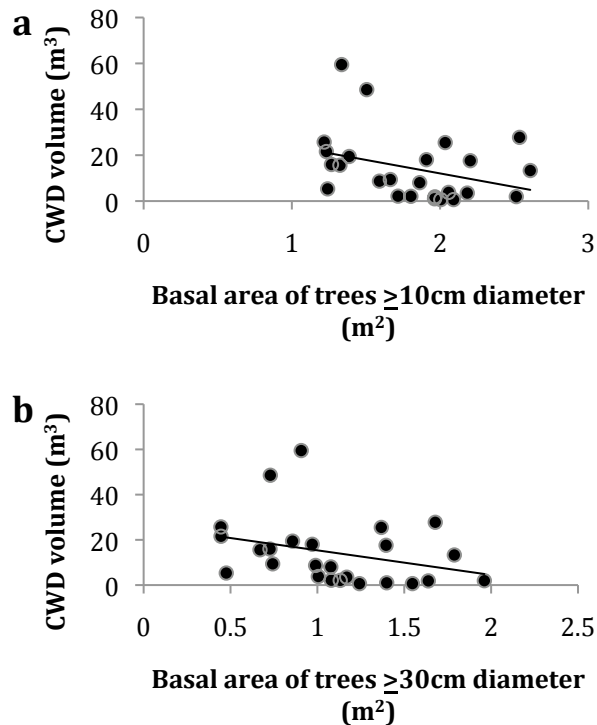 a
CWD volume (m³)
80
60
40
20
0
0 1 2 3
Basal area of trees ≥10cm diameter
(m²)
b
CWD volume (m³)
80
60
40
20
0
0 0.5 1 1.5 2 2.5
Basal area of trees ≥30cm diameter
(m²)